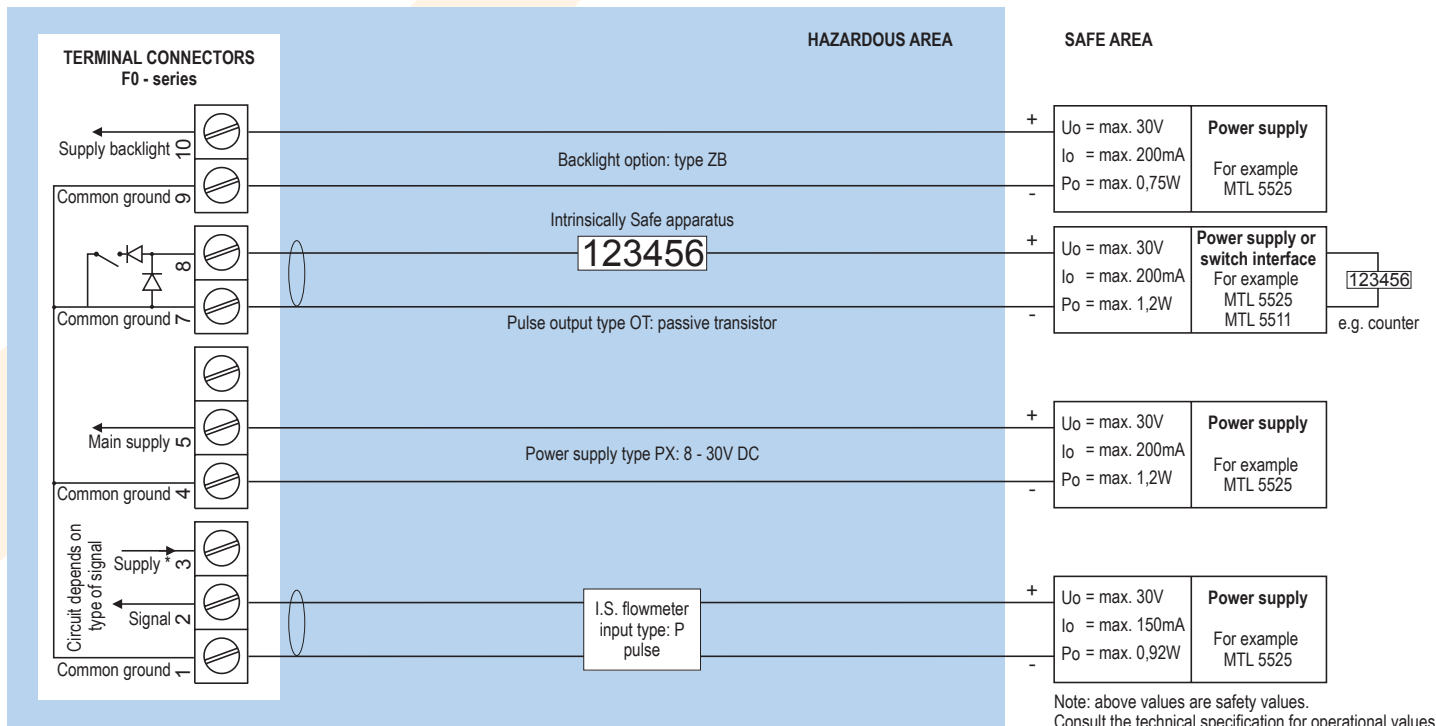 HAZARDOUS AREA
SAFE AREA
TERMINAL CONNECTORS
F0 - series
Supply backlight 10
Common ground 9
Backlight option: type ZB
+
-
Uo = max. 30V
Io = max. 200mA
Po = max. 0,75W
Power supply
For example
MTL 5525
8
Common ground 7
Intrinsically Safe apparatus
123456
Pulse output type OT: passive transistor
+
-
Uo = max. 30V
Io = max. 200mA
Po = max. 1,2W
Power supply or
switch interface
For example
MTL 5525
MTL 5511
123456
e.g. counter
Main supply 5
Common ground 4
Power supply type PX: 8 - 30V DC
+
-
Uo = max. 30V
Io = max. 200mA
Po = max. 1,2W
Power supply
For example
MTL 5525
Circuit depends on
type of signal
Supply * 3
Signal 2
Common ground 1
I.S. flowmeter
input type: P
pulse
+
-
Uo = max. 30V
Io = max. 150mA
Po = max. 0,92W
Power supply
For example
MTL 5525
Note: above values are safety values.
Consult the technical specification for operational values.